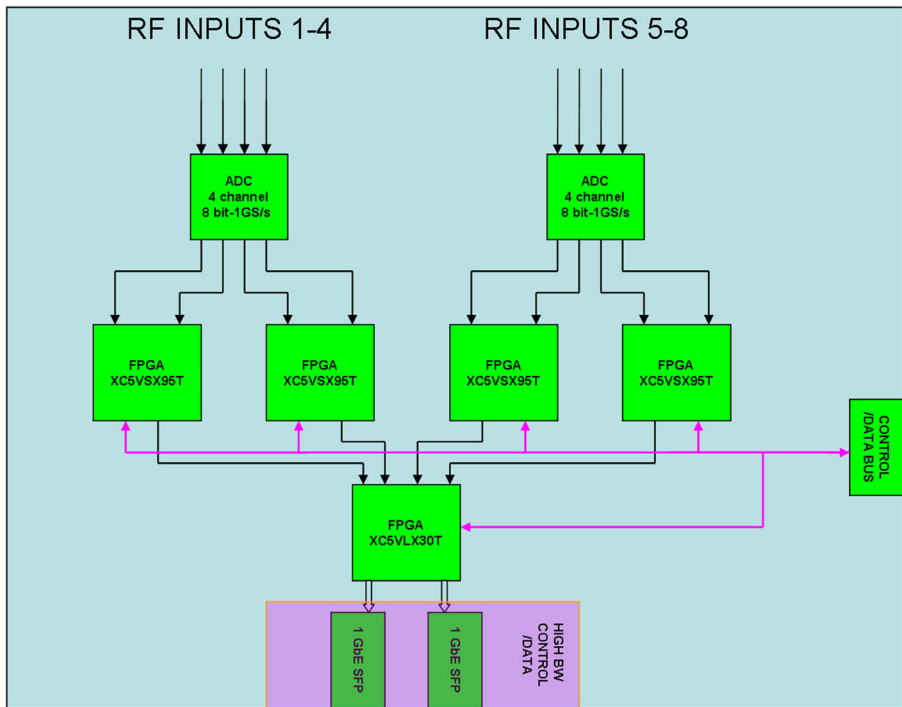 RF INPUTS 1-4
RF INPUTS 5-8
ADC
4 channel
8 bit-1GS/s
ADC
4 channel
8 bit-1GS/s
FPGA
XC5VSX95T
FPGA
XC5VSX95T
FPGA
XC5VSX95T
FPGA
XC5VSX95T
CONTROL
/DATA BUS
FPGA
XC5VLX30T
1 GbE SFP
1 GbE SFP
HIGH BW
CONTROL
/DATA